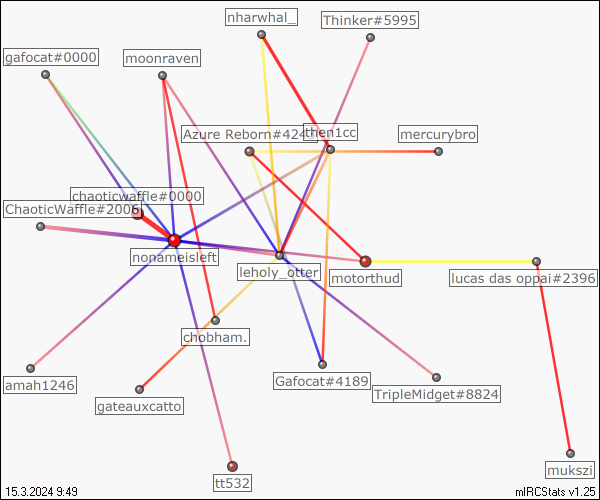 nharwhal_
Thinker#5995
gafocat#0000
moonraven
Azure Reborn#424
then1cc
mercurybro
chaoticwaffle#0000
ChaoticWaffle#2006
nonameisleft
leholy_otter
motorthud
lucas das oppai#2396
chobham.
amah1246
gateauxcatto
Gafocat#4189
TripleMidget#8824
tt532
mukszi
15.3.2024 9:49
mIRCStats v1.25